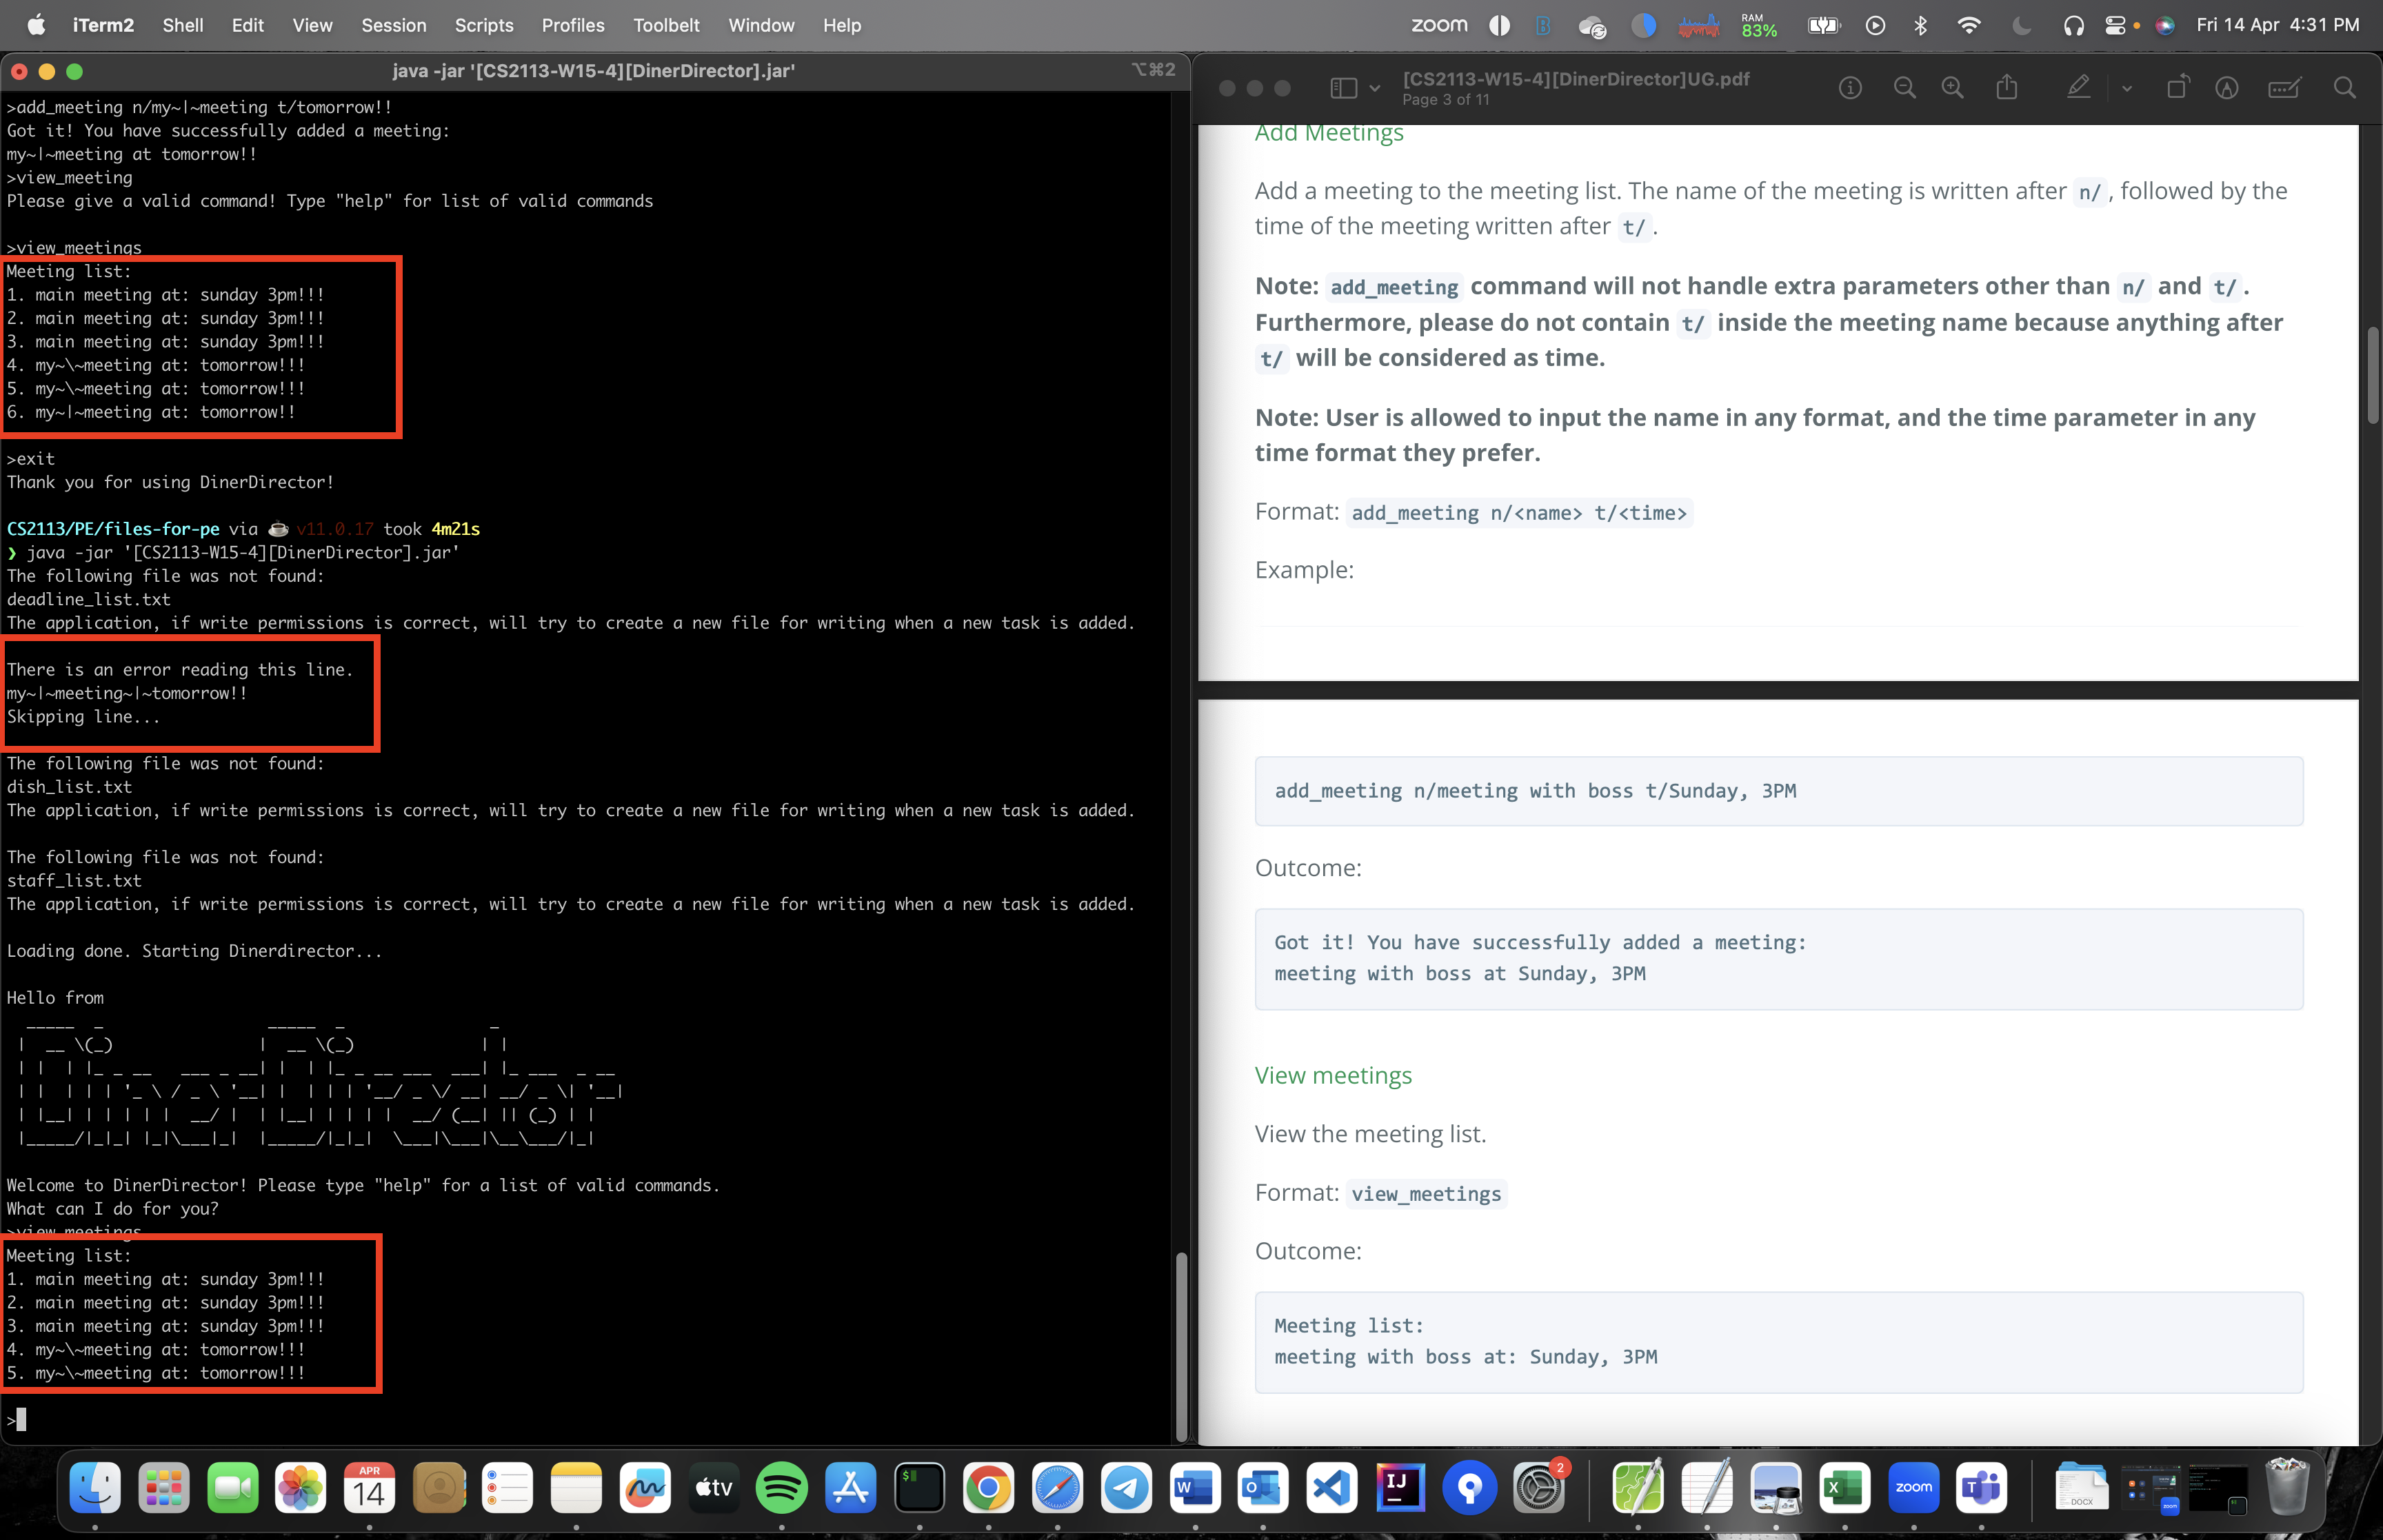 iTerm2 Shell Edit View Session Scripts Profiles Toolbelt Window Help
zoom RAM 83% Fri 14 Apr 4:31 PM
java -jar '[CS2113-W15-4][DinerDirector].jar'
⌥⌘2
>add_meeting n/my~|~meeting t/tomorrow!!
Got it! You have successfully added a meeting:
my~|~meeting at tomorrow!!
>view_meeting
Please give a valid command! Type "help" for list of valid commands
>view_meetings
Meeting list:
1. main meeting at: sunday 3pm!!!
2. main meeting at: sunday 3pm!!!
3. main meeting at: sunday 3pm!!!
4. my~\~meeting at: tomorrow!!!
5. my~\~meeting at: tomorrow!!!
6. my~|~meeting at: tomorrow!!
>exit
Thank you for using DinerDirector!
CS2113/PE/files-for-pe via ☕ v11.0.17 took 4m21s
❯ java -jar '[CS2113-W15-4][DinerDirector].jar'
The following file was not found:
deadline_list.txt
The application, if write permissions is correct, will try to create a new file for writing when a new task is added.
There is an error reading this line.
my~|~meeting~|~tomorrow!!
Skipping line...
The following file was not found:
dish_list.txt
The application, if write permissions is correct, will try to create a new file for writing when a new task is added.
The following file was not found:
staff_list.txt
The application, if write permissions is correct, will try to create a new file for writing when a new task is added.
Loading done. Starting Dinerdirector...
Hello from
DinerDirector
Welcome to DinerDirector! Please type "help" for a list of valid commands.
What can I do for you?
>view_meetings
Meeting list:
1. main meeting at: sunday 3pm!!!
2. main meeting at: sunday 3pm!!!
3. main meeting at: sunday 3pm!!!
4. my~\~meeting at: tomorrow!!!
5. my~\~meeting at: tomorrow!!!
>
[CS2113-W15-4][DinerDirector]UG.pdf
Page 3 of 11
Add Meetings
Add a meeting to the meeting list. The name of the meeting is written after n/, followed by the
time of the meeting written after t/.
Note: add_meeting command will not handle extra parameters other than n/ and t/.
Furthermore, please do not contain t/ inside the meeting name because anything after
t/ will be considered as time.
Note: User is allowed to input the name in any format, and the time parameter in any
time format they prefer.
Format: add_meeting n/<name> t/<time>
Example:
add_meeting n/meeting with boss t/Sunday, 3PM
Outcome:
Got it! You have successfully added a meeting:
meeting with boss at Sunday, 3PM
View meetings
View the meeting list.
Format: view_meetings
Outcome:
Meeting list:
meeting with boss at: Sunday, 3PM
APR
14
tv
$
W
O
IJ
2
X
zoom
T
DOCX